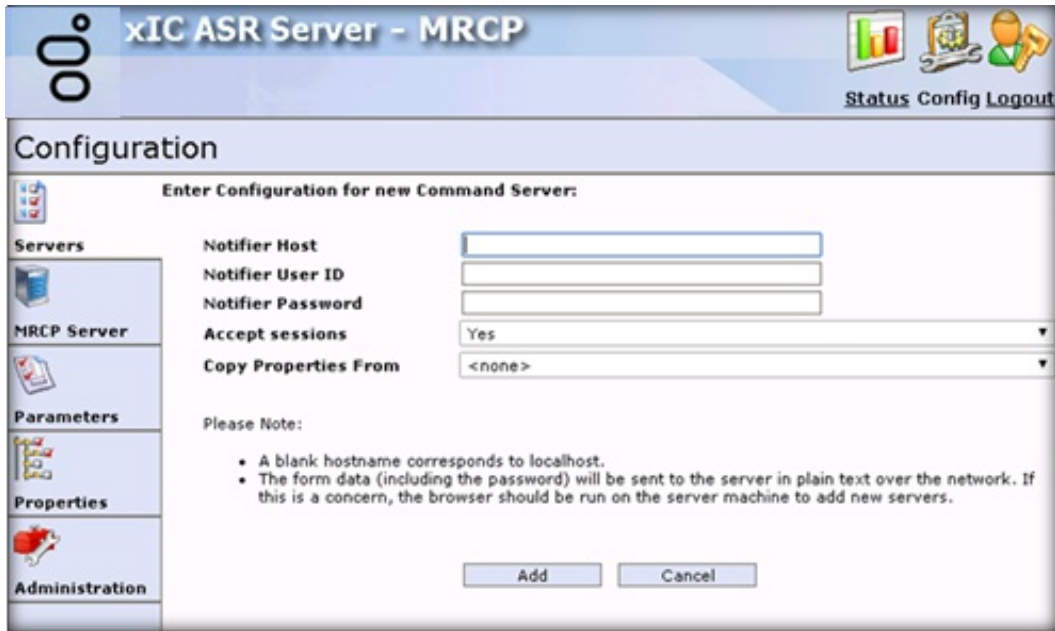 xIC ASR Server - MRCP
Status Config Logout
Configuration
Enter Configuration for new Command Server:
Servers
Notifier Host
Notifier User ID
Notifier Password
MRCP Server
Accept sessions Yes
Copy Properties From <none>
Parameters
Please Note:
• A blank hostname corresponds to localhost.
• The form data (including the password) will be sent to the server in plain text over the network. If
this is a concern, the browser should be run on the server machine to add new servers.
Properties
Administration
Add Cancel